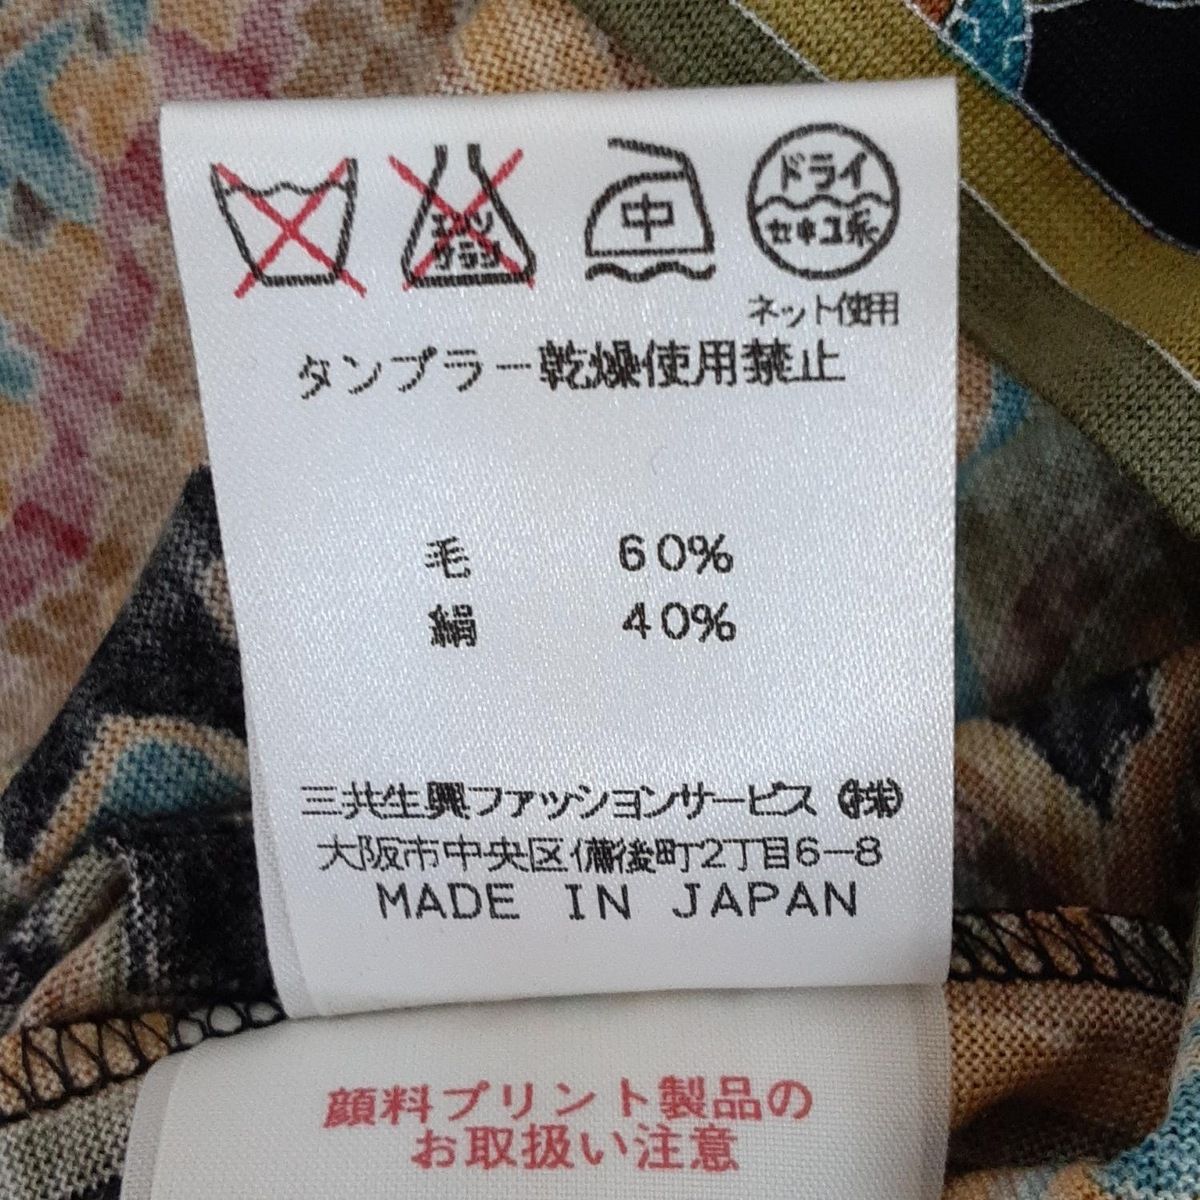 エンソ
サラシ
中
ドライ
セキユ系
ネット使用
タンブラー乾燥使用禁止
毛 60%
絹 40%
三共生興ファッションサービス(株)
大阪市中央区備後町2丁目6-8
MADE IN JAPAN
顔料プリント製品の
お取扱い注意